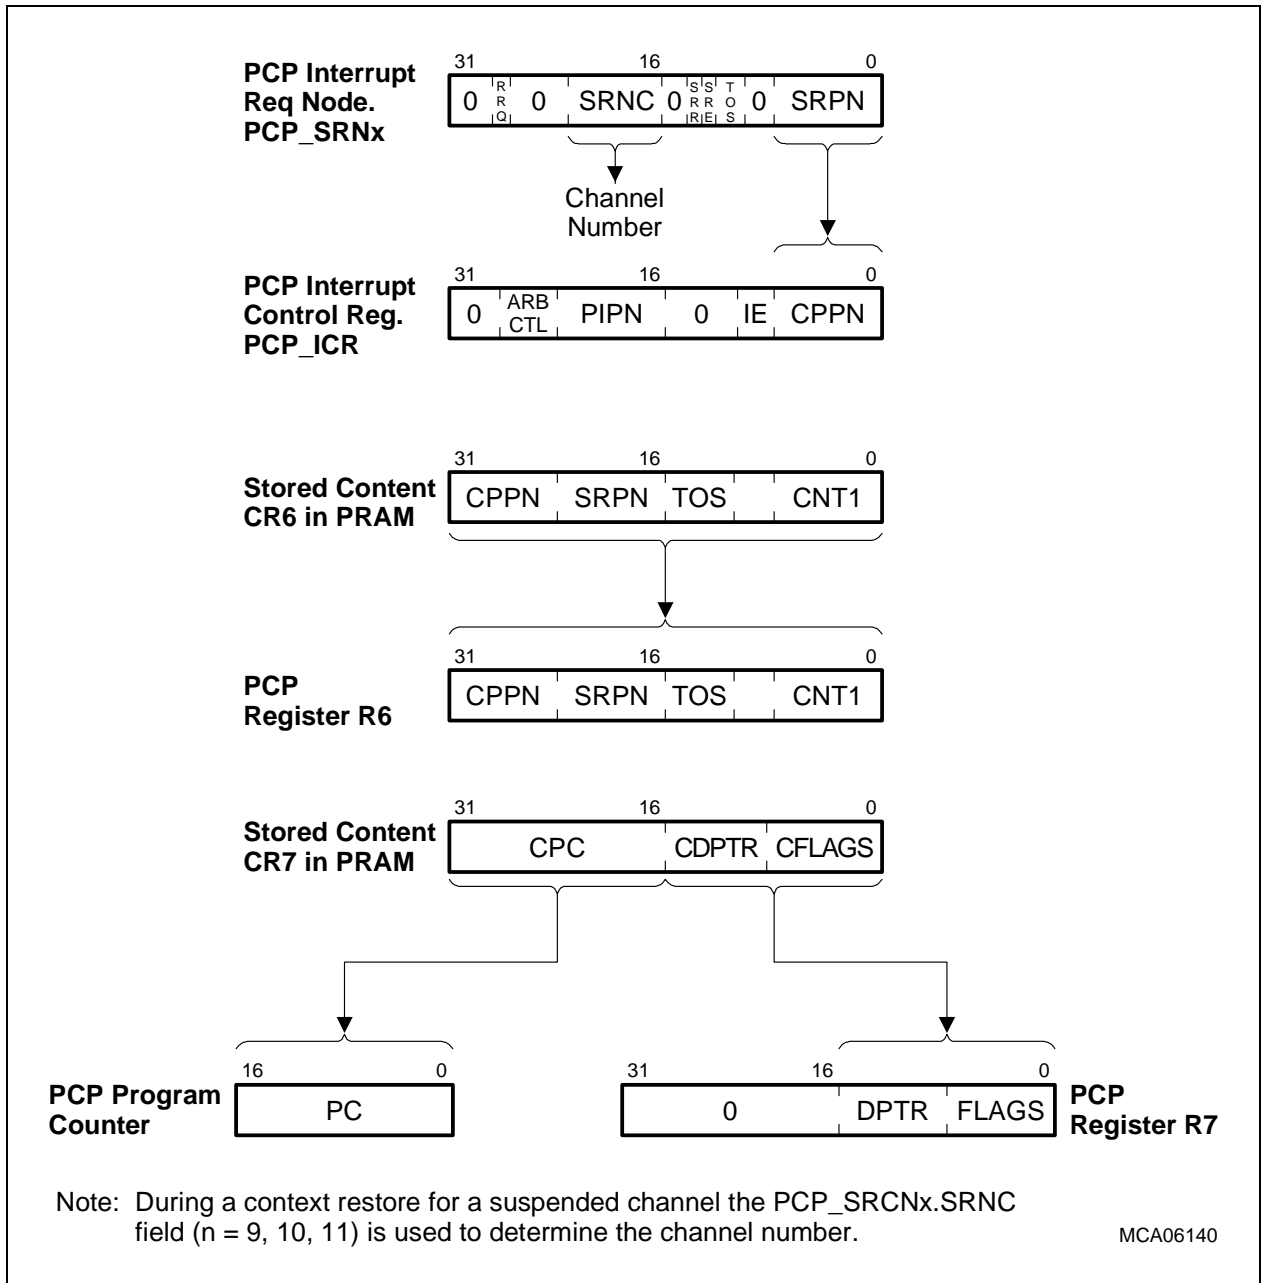 PCP Interrupt
Req Node.
PCP_SRNx
31 16 0
0 RRQ 0 SRNC 0 SRR SRE TOS 0 SRPN
Channel
Number
PCP Interrupt
Control Reg.
PCP_ICR
31 16 0
0 ARB CTL PIPN 0 IE CPPN
Stored Content
CR6 in PRAM
31 16 0
CPPN SRPN TOS CNT1
PCP
Register R6
31 16 0
CPPN SRPN TOS CNT1
Stored Content
CR7 in PRAM
31 16 0
CPC CDPTR CFLAGS
PCP Program
Counter
16 0
PC
31 16 0
0 DPTR FLAGS
PCP
Register R7
Note: During a context restore for a suspended channel the PCP_SRCNx.SRNC
field (n = 9, 10, 11) is used to determine the channel number.
MCA06140